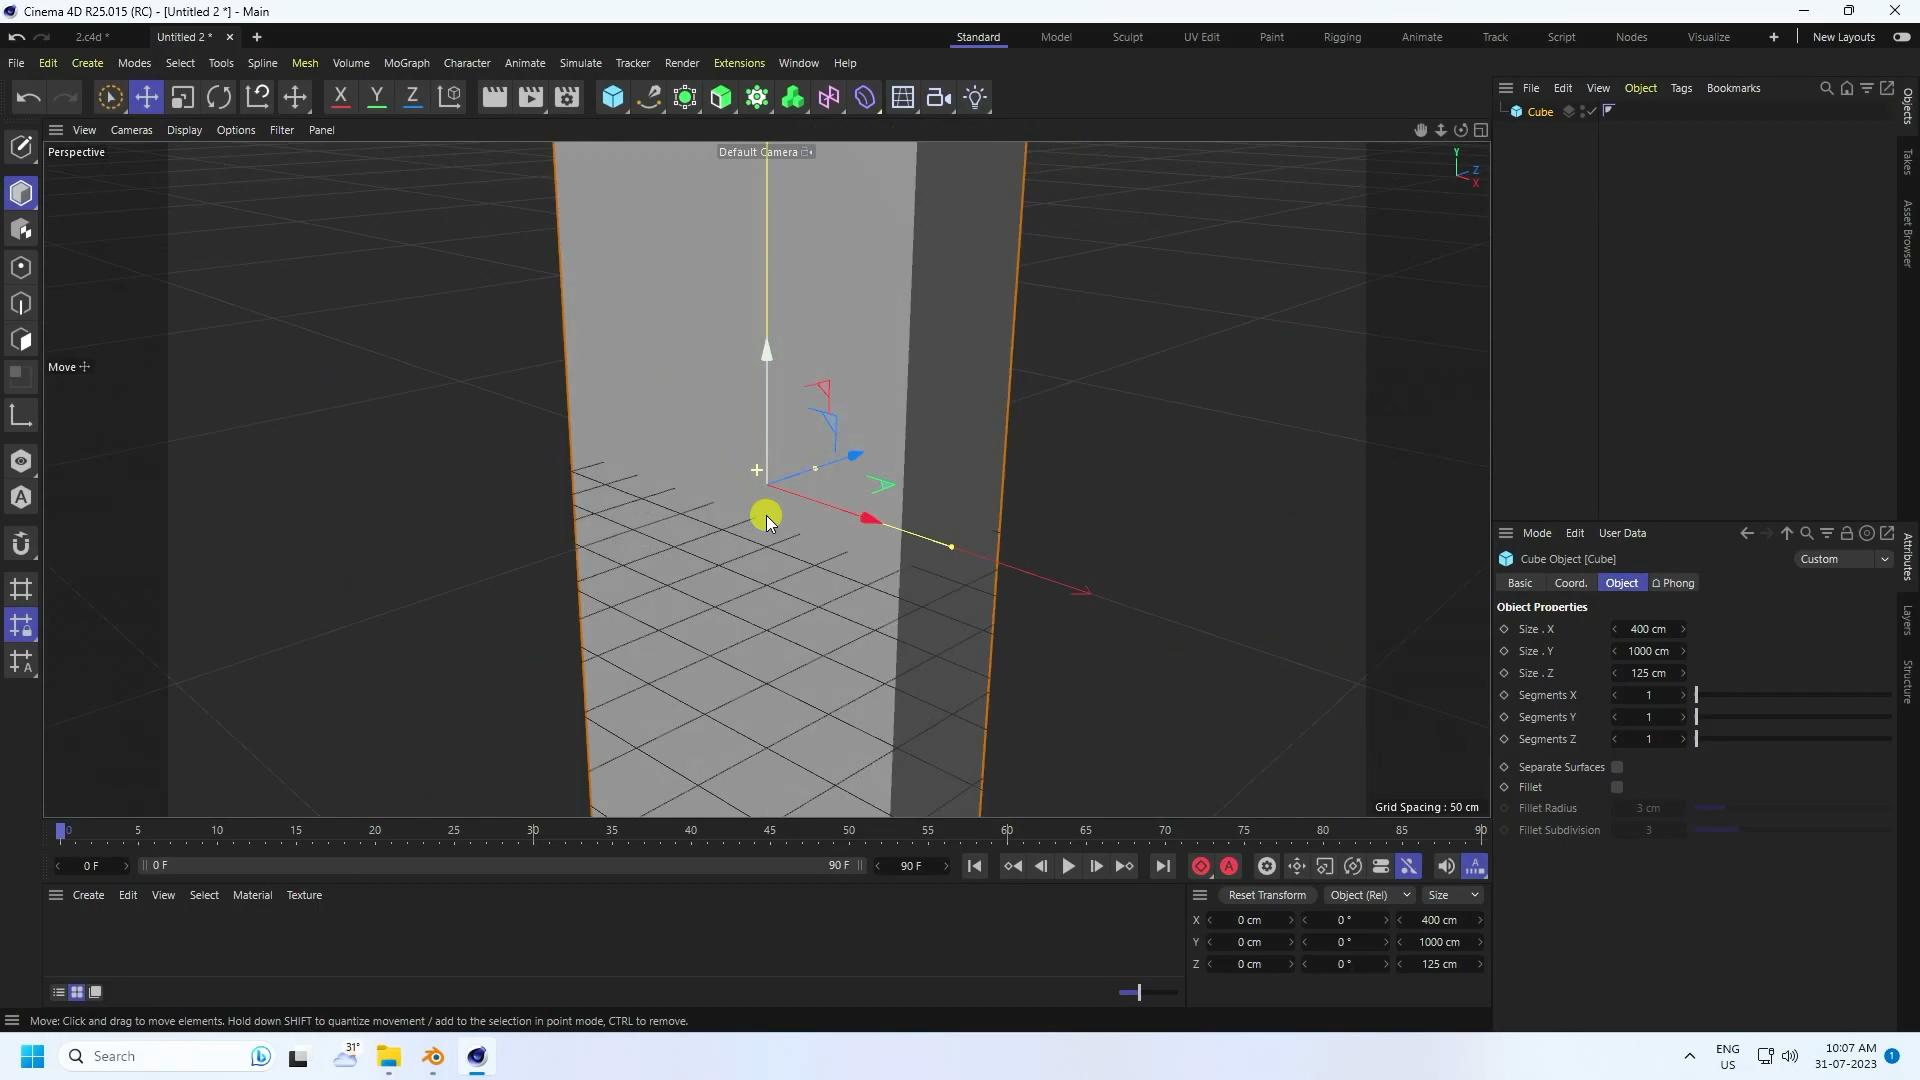 Cinema 4D R25.015 (RC) - [Untitled 2 *] - Main
2.c4d *
Untitled 2 *
Standard
Model
Sculpt
UV Edit
Paint
Rigging
Animate
Track
Script
Nodes
Visualize
New Layouts
File Edit Create Modes Select Tools Spline Mesh Volume MoGraph Character Animate Simulate Tracker Render Extensions Window Help
X Y Z
File Edit View Object Tags Bookmarks
View Cameras Display Options Filter Panel
Cube
Objects
Takes
Asset Browser
Perspective
Default Camera
Y
Z
X
Move
Grid Spacing : 50 cm
Mode Edit User Data
Attributes
Layers
Structure
Cube Object [Cube]
Custom
Basic Coord. Object Phong
Object Properties
Size . X 400 cm
Size . Y 1000 cm
Size . Z 125 cm
Segments X 1
Segments Y 1
Segments Z 1
Separate Surfaces
Fillet
Fillet Radius 3 cm
Fillet Subdivision 3
0 5 10 15 20 25 30 35 40 45 50 55 60 65 70 75 80 85 90
0 F
0 F
90 F
90 F
Create Edit View Select Material Texture
Reset Transform
Object (Rel)
Size
X 0 cm 0 ° 400 cm
Y 0 cm 0 ° 1000 cm
Z 0 cm 0 ° 125 cm
Move: Click and drag to move elements. Hold down SHIFT to quantize movement / add to the selection in point mode, CTRL to remove.
Search
31°
ENG
US
10:07 AM
31-07-2023
1